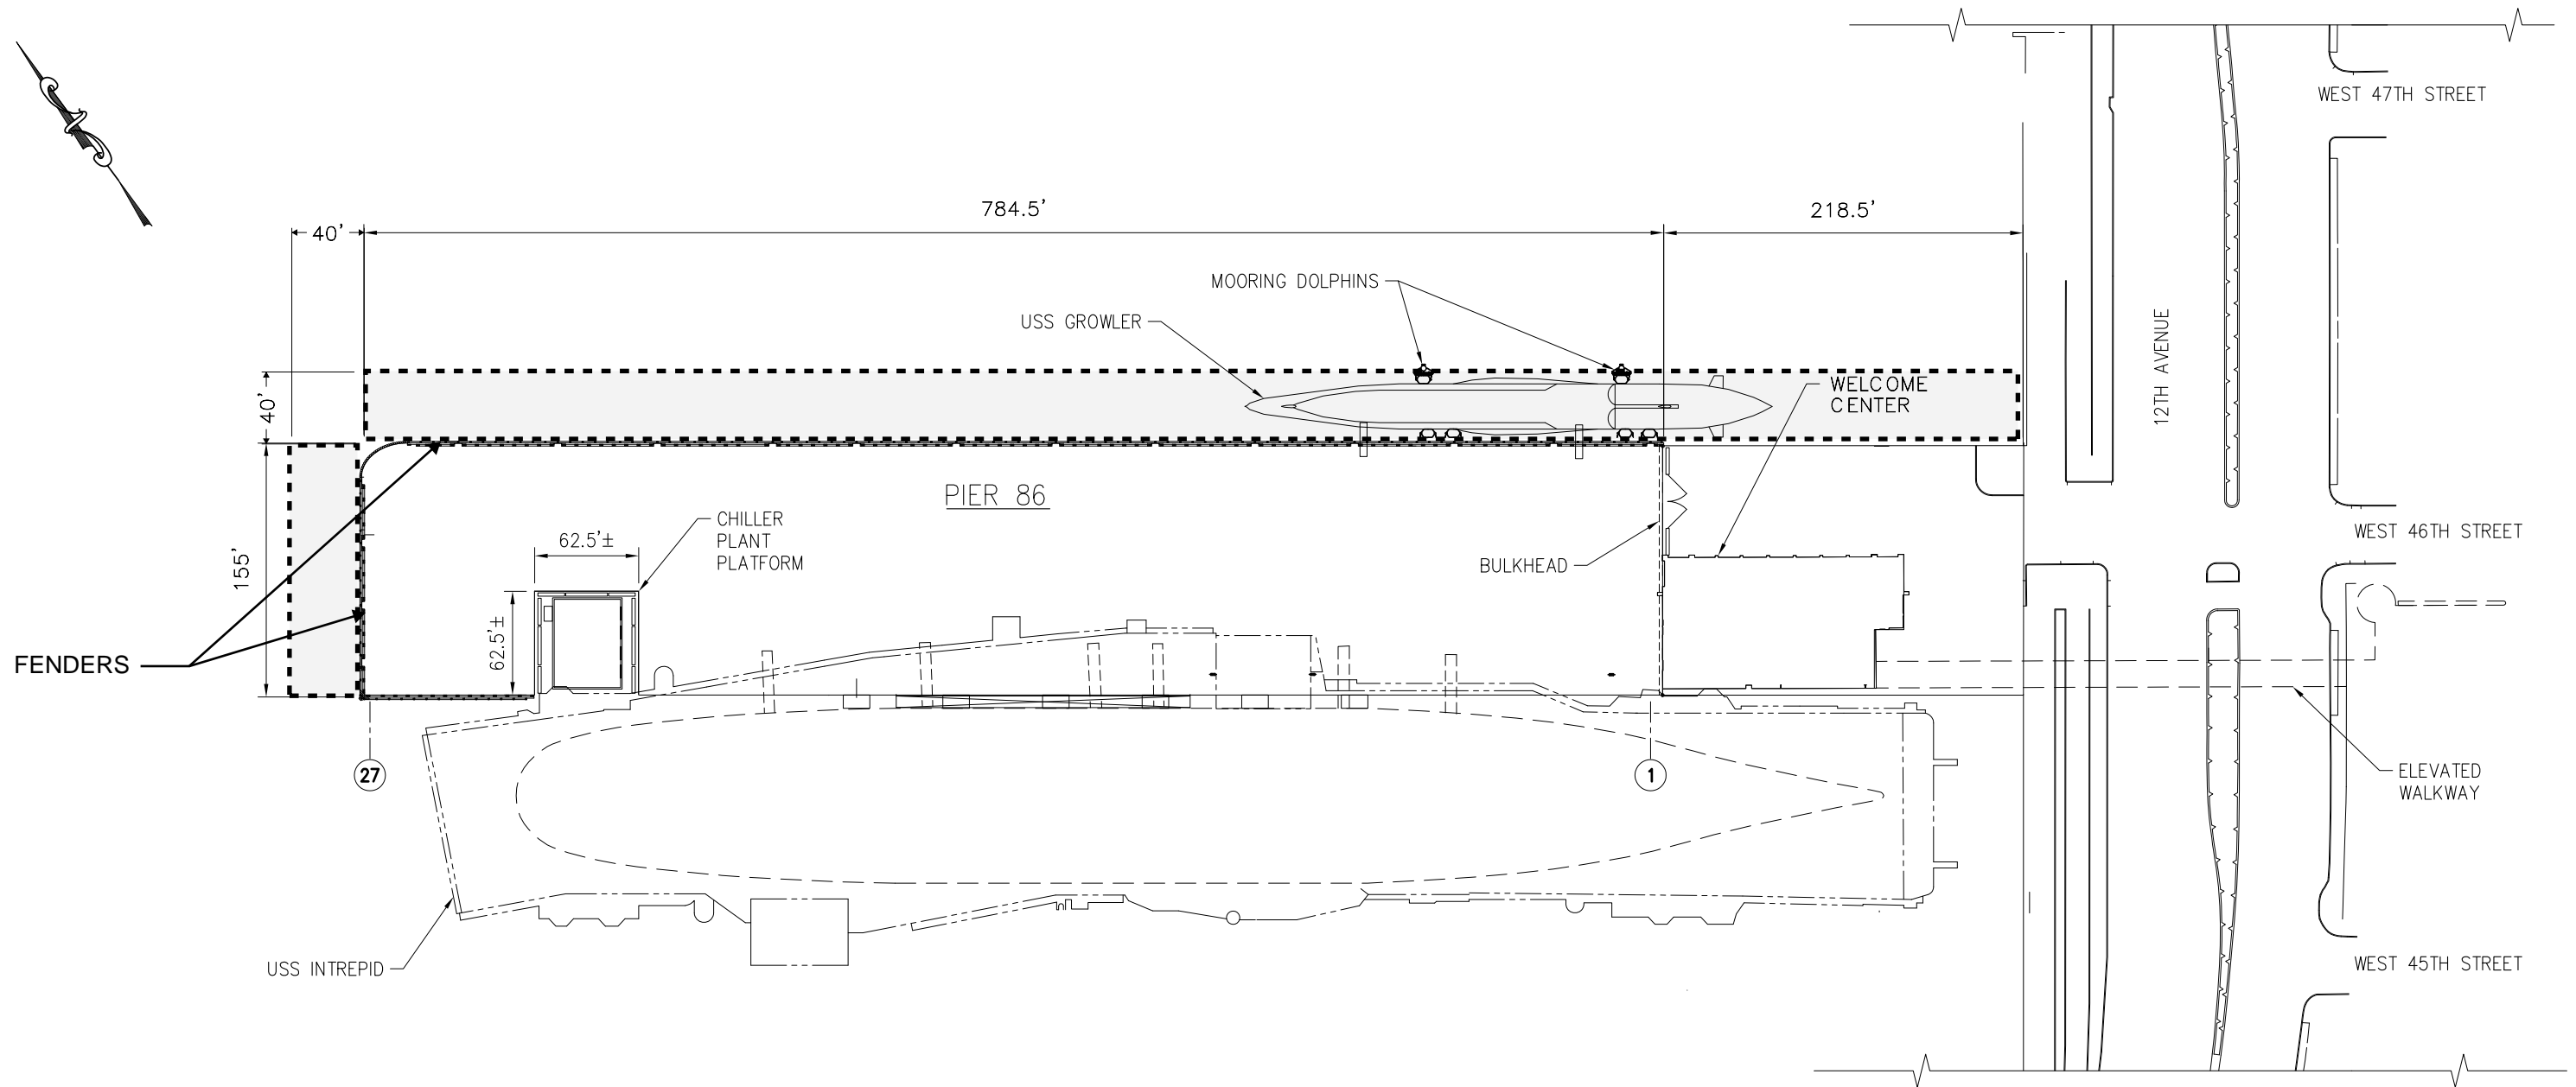 WEST 47TH STREET
784.5'
218.5'
40'
MOORING DOLPHINS
USS GROWLER
12TH AVENUE
40'
WELCOME
CENTER
PIER 86
CHILLER
PLANT
PLATFORM
62.5'±
WEST 46TH STREET
155'
BULKHEAD
62.5'±
FENDERS
27
1
ELEVATED
WALKWAY
USS INTREPID
WEST 45TH STREET